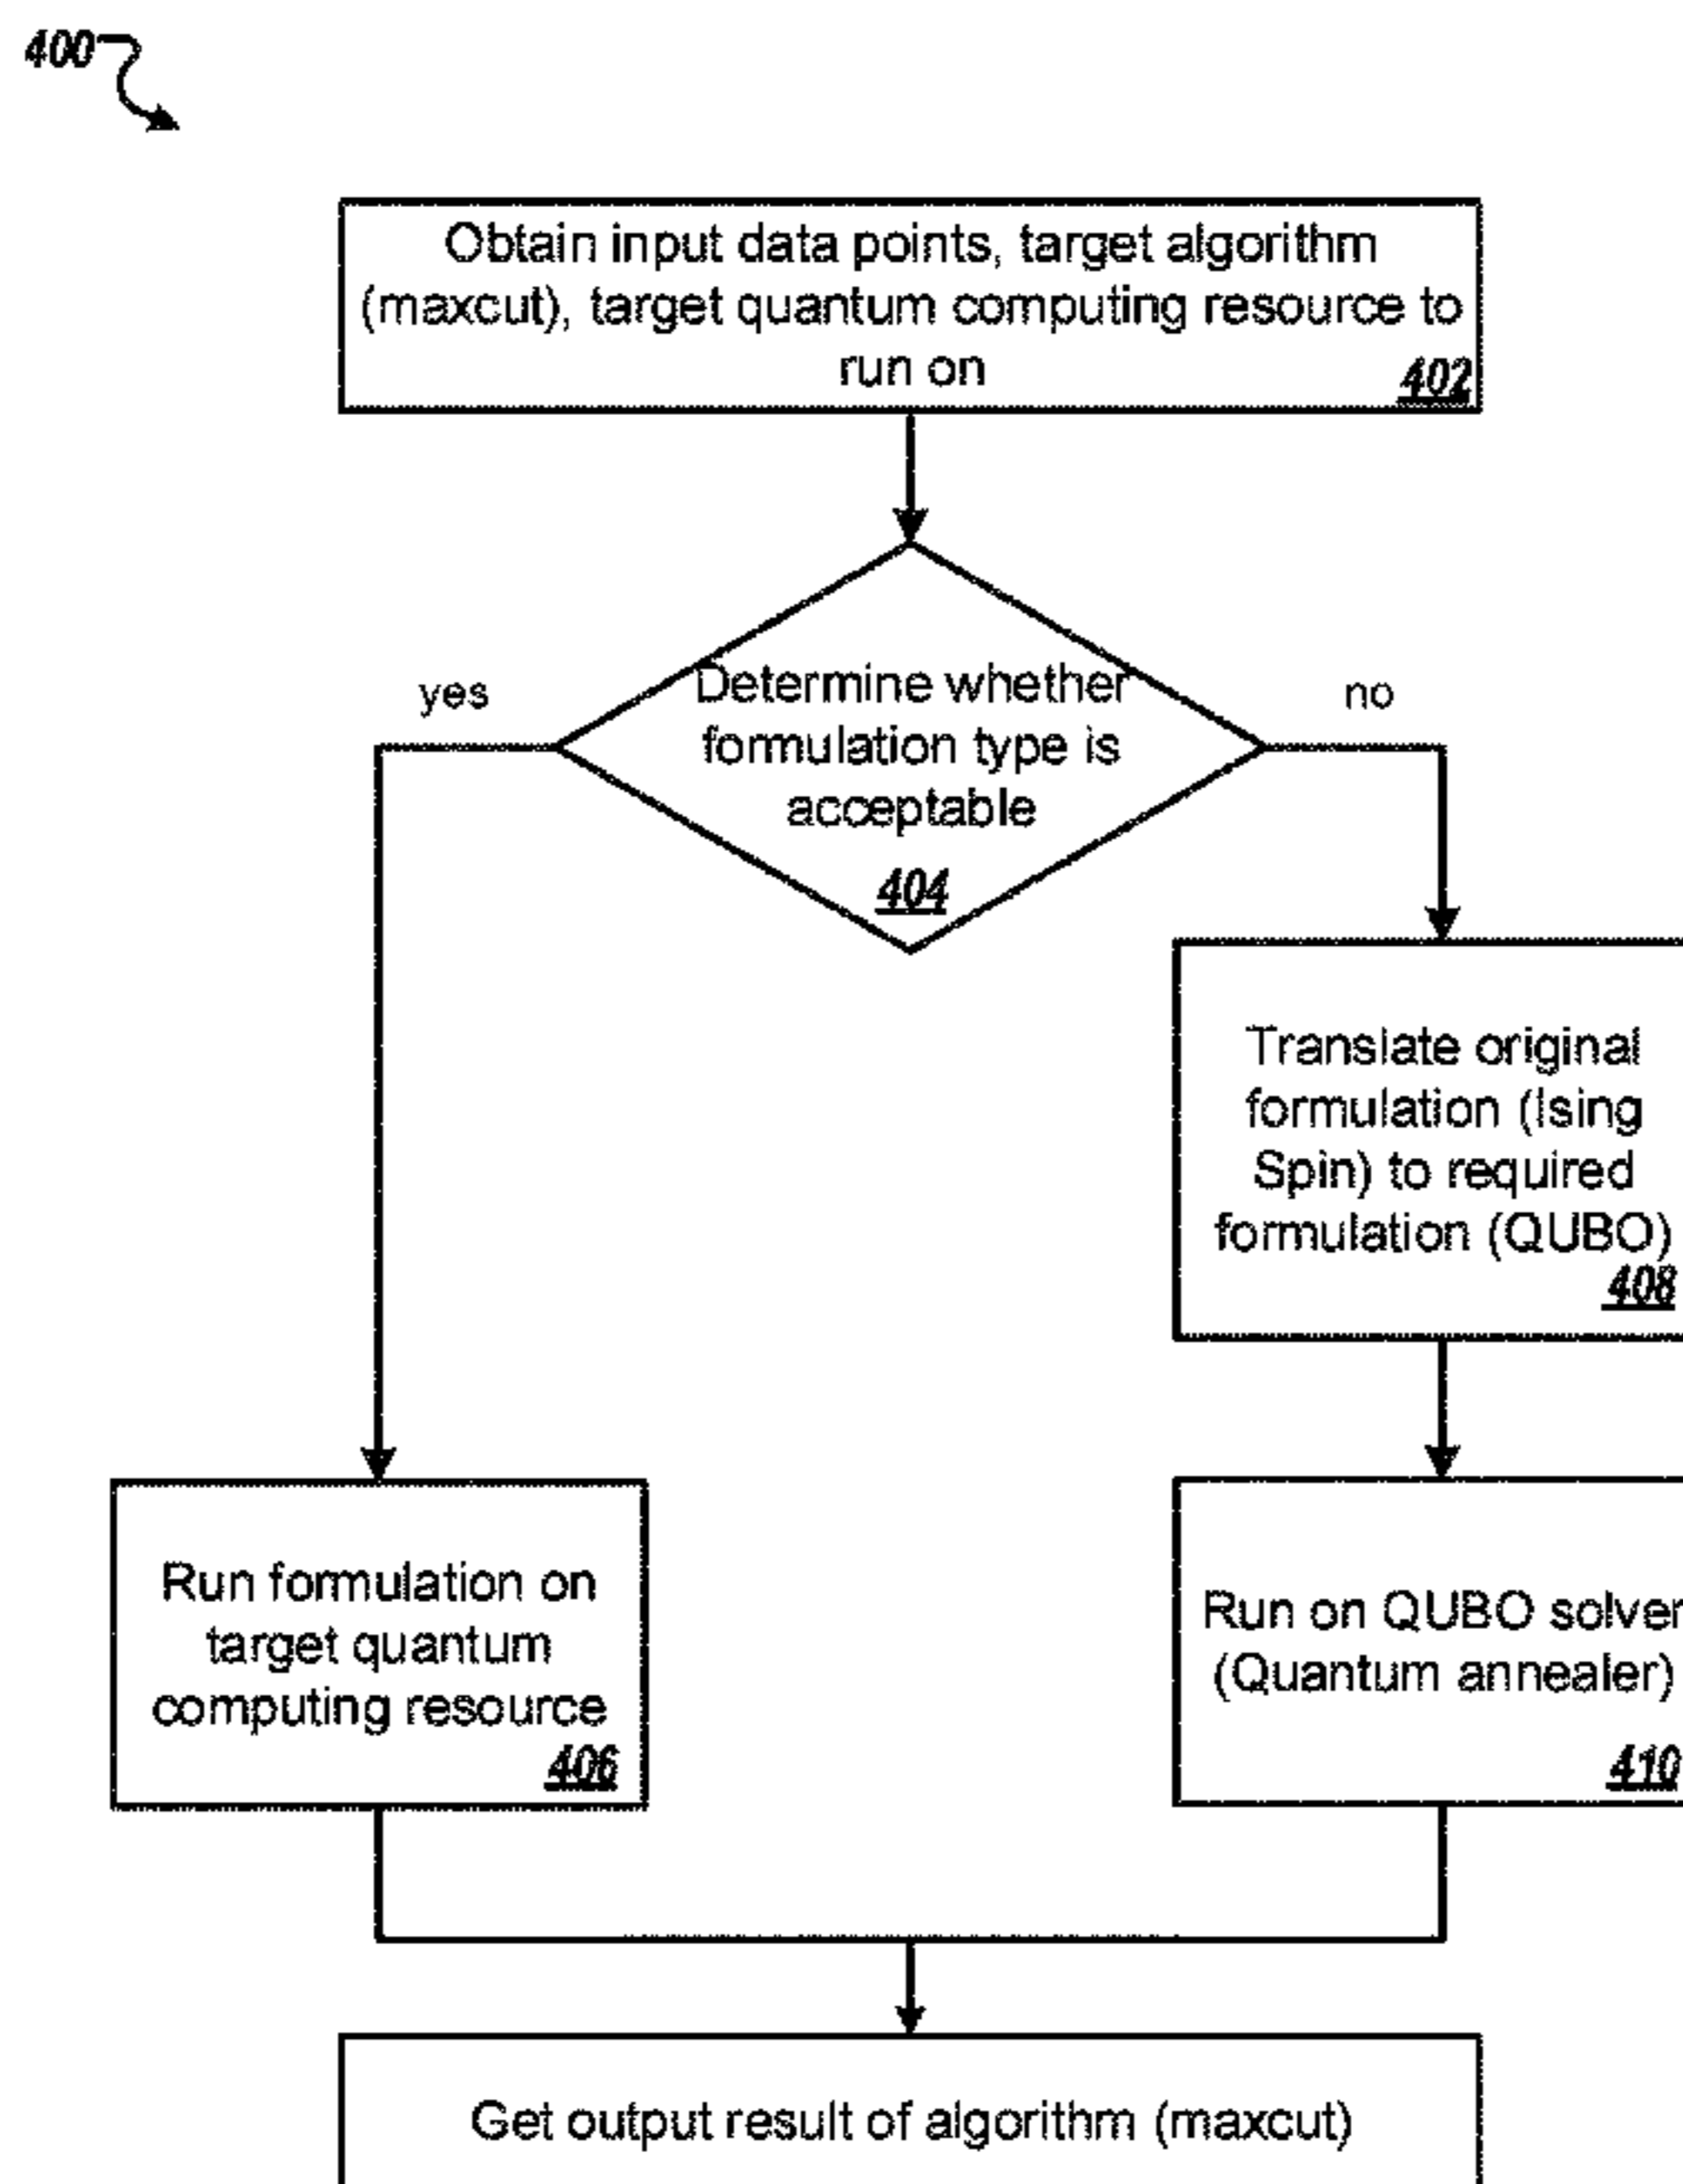 400
Obtain input data points, target algorithm
(maxcut), target quantum computing resource to
run on
402
yes
no
Determine whether
formulation type is
acceptable
404
Translate original
formulation (Ising
Spin) to required
formulation (QUBO)
408
Run formulation on
target quantum
computing resource
406
Run on QUBO solver
(Quantum annealer)
410
Get output result of algorithm (maxcut)